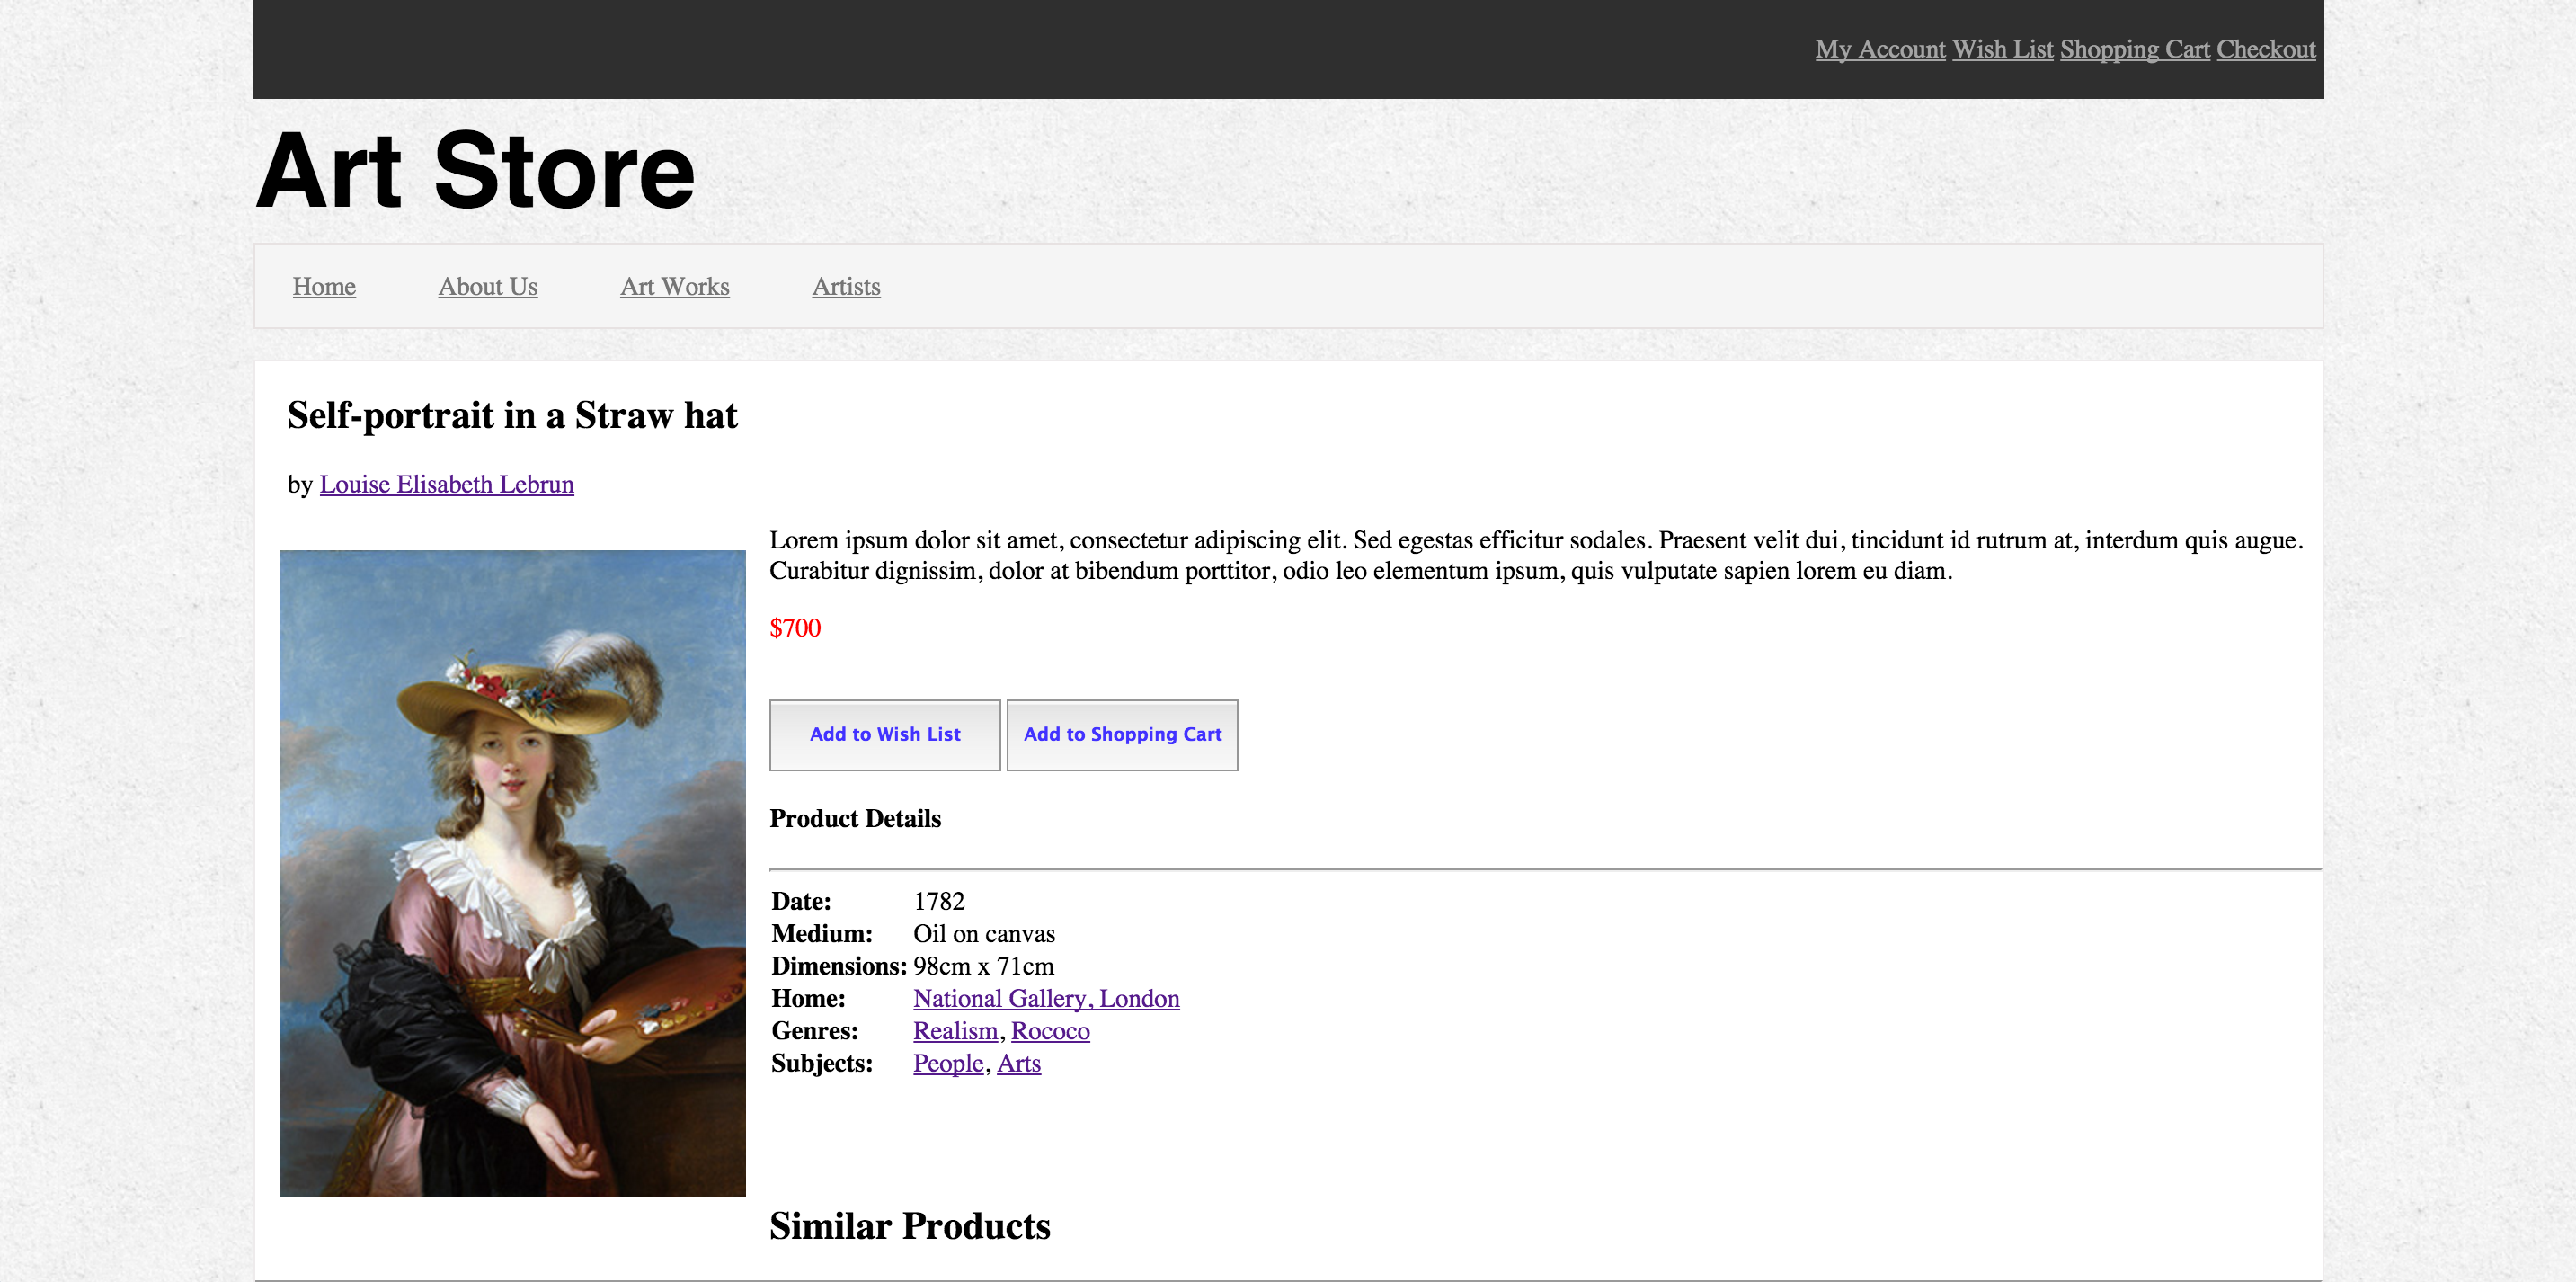 My Account Wish List Shopping Cart Checkout
Art Store
Home About Us Art Works Artists
Self-portrait in a Straw hat
by Louise Elisabeth Lebrun
Lorem ipsum dolor sit amet, consectetur adipiscing elit. Sed egestas efficitur sodales. Praesent velit dui, tincidunt id rutrum at, interdum quis augue.
Curabitur dignissim, dolor at bibendum porttitor, odio leo elementum ipsum, quis vulputate sapien lorem eu diam.
$700
Add to Wish List Add to Shopping Cart
Product Details
Date: 1782
Medium: Oil on canvas
Dimensions: 98cm x 71cm
Home: National Gallery, London
Genres: Realism, Rococo
Subjects: People, Arts
Similar Products